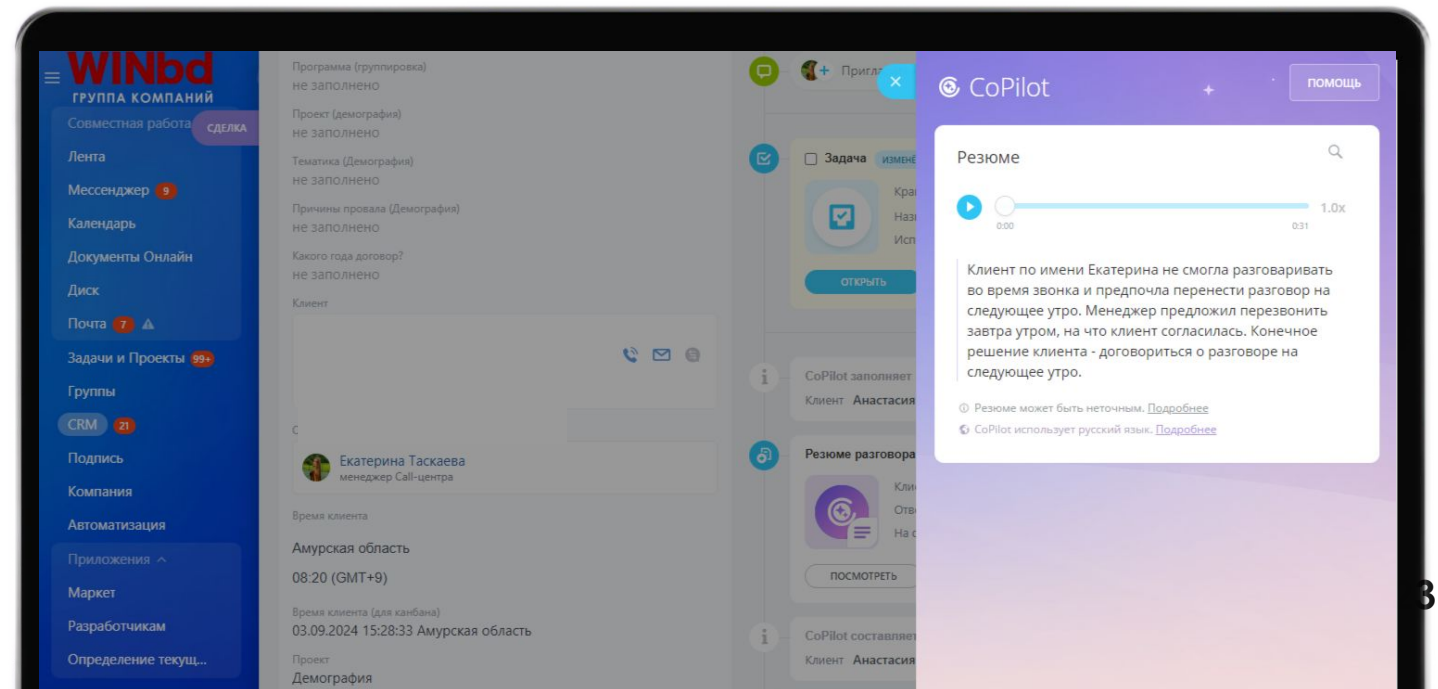 WINbd
ГРУППА КОМПАНИЙ
Совместная работа
СДЕЛКА
Лента
Мессенджер 9
Календарь
Документы Онлайн
Диск
Почта 7
Задачи и Проекты 99+
Группы
CRM 21
Подпись
Компания
Автоматизация
Приложения
Маркет
Разработчикам
Определение текущ...
Программа (группировка)
не заполнено
Проект (демография)
не заполнено
Тематика (Демография)
не заполнено
Причины провала (Демография)
не заполнено
Какого года договор?
не заполнено
Клиент
Екатерина Таскаева
менеджер Call-центра
Время клиента
Амурская область
08:20 (GMT+9)
Время клиента (для канбана)
03.09.2024 15:28:33 Амурская область
Проект
Демография
Задача
ОТКРЫТЬ
CoPilot заполняет
Клиент Анастасия
Резюме разговора
ПОСМОТРЕТЬ
CoPilot составляет
Клиент Анастасия
CoPilot
ПОМОЩЬ
Резюме
1.0x
0:00
0:31
Клиент по имени Екатерина не смогла разговаривать
во время звонка и предпочла перенести разговор на
следующее утро. Менеджер предложил перезвонить
завтра утром, на что клиент согласилась. Конечное
решение клиента - договориться о разговоре на
следующее утро.
Резюме может быть неточным. Подробнее
CoPilot использует русский язык. Подробнее
3